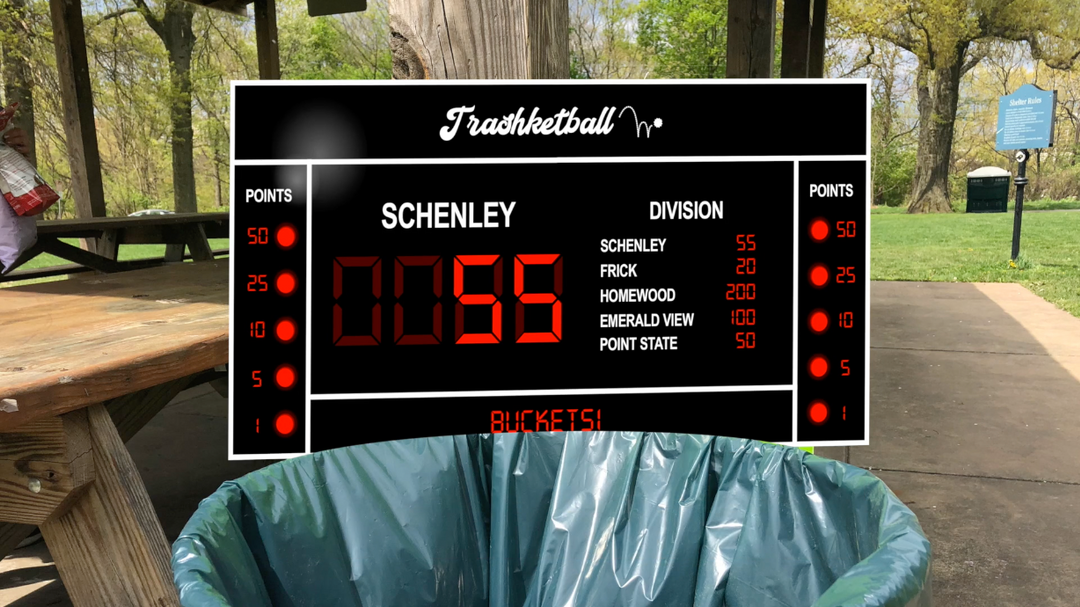 Trashketball
POINTS
50
25
10
5
1
SCHENLEY
55
DIVISION
SCHENLEY 55
FRICK 20
HOMEWOOD 200
EMERALD VIEW 100
POINT STATE 50
BUCKETS!
POINTS
50
25
10
5
1
Shelter Rules